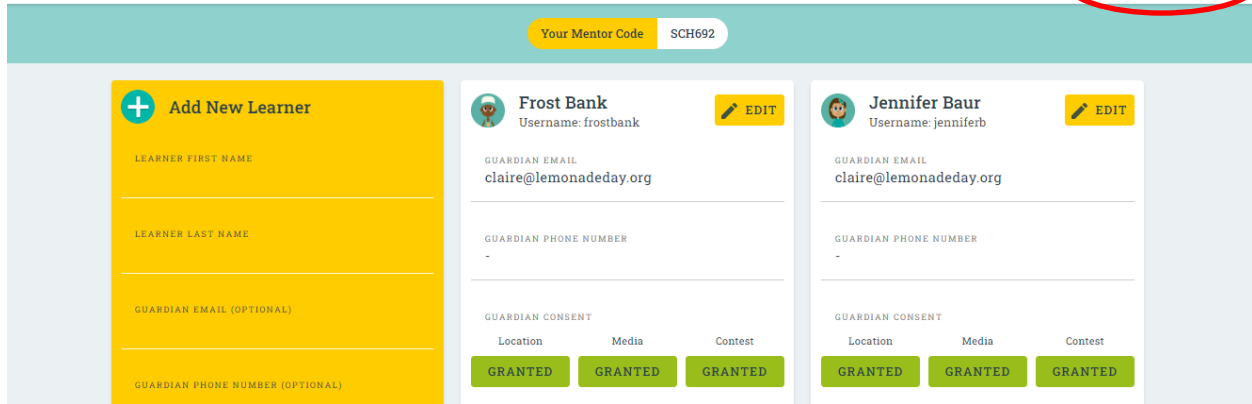 Your Mentor Code SCH692
Add New Learner
LEARNER FIRST NAME
LEARNER LAST NAME
GUARDIAN EMAIL (OPTIONAL)
GUARDIAN PHONE NUMBER (OPTIONAL)
Frost Bank
Username: frostbank
EDIT
GUARDIAN EMAIL
claire@lemonadeday.org
GUARDIAN PHONE NUMBER
-
GUARDIAN CONSENT
Location Media Contest
GRANTED GRANTED GRANTED
Jennifer Baur
Username: jenniferb
EDIT
GUARDIAN EMAIL
claire@lemonadeday.org
GUARDIAN PHONE NUMBER
-
GUARDIAN CONSENT
Location Media Contest
GRANTED GRANTED GRANTED